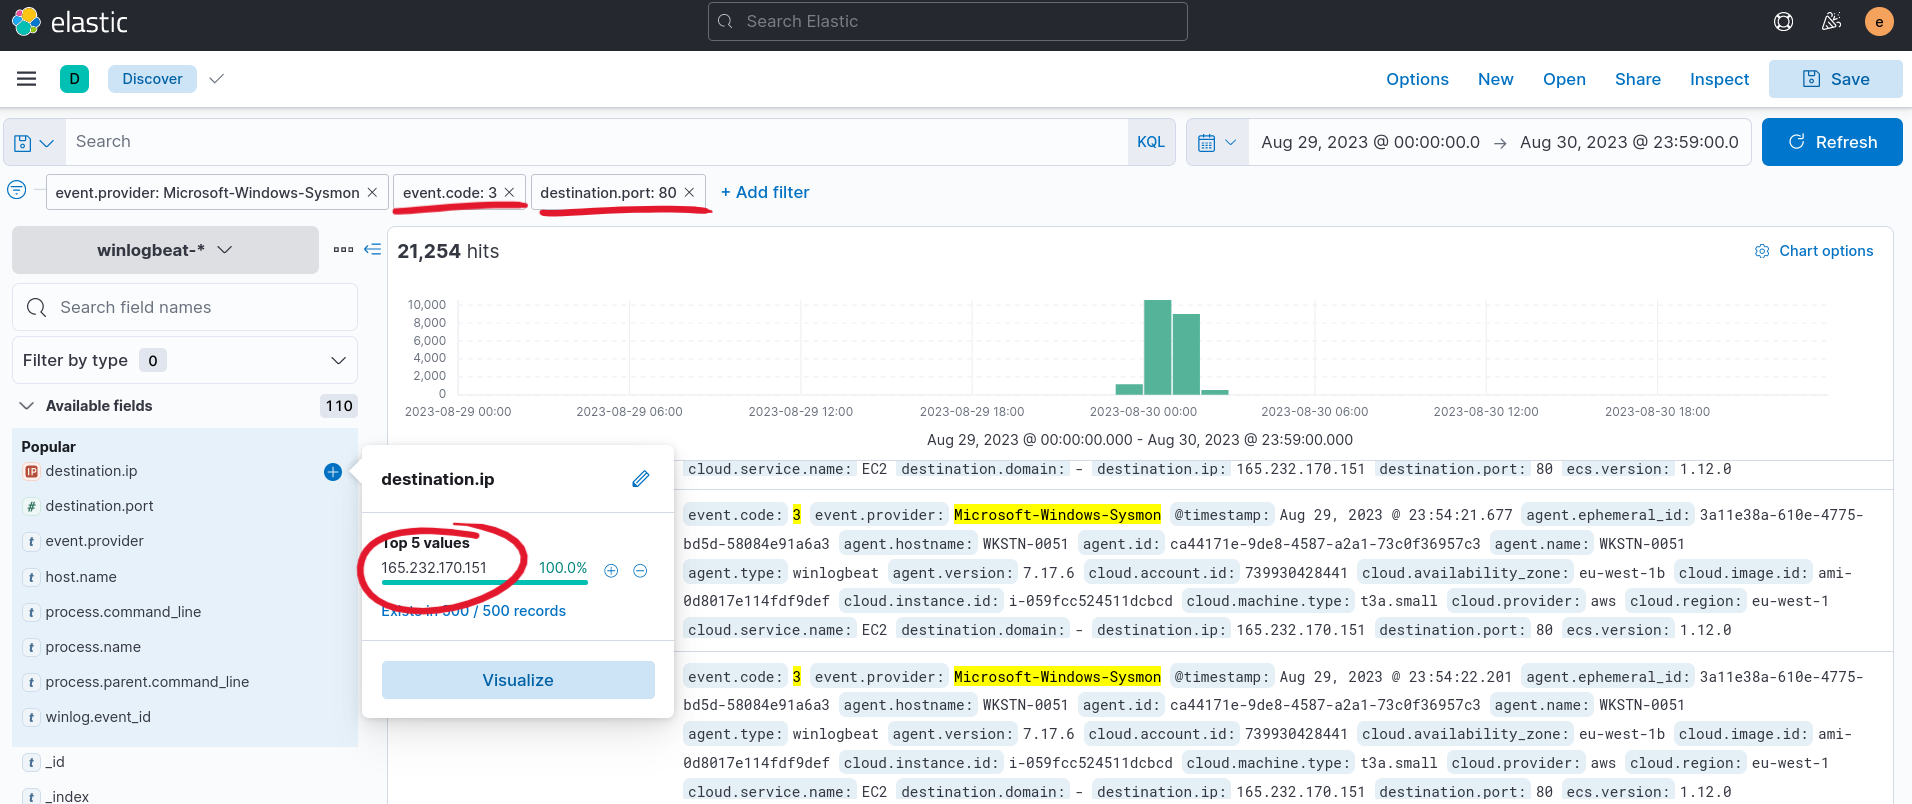 elastic
Search Elastic
e
D
Discover
Options
New
Open
Share
Inspect
Save
Search
KQL
Aug 29, 2023 @ 00:00:00.0 → Aug 30, 2023 @ 23:59:00.0
Refresh
event.provider: Microsoft-Windows-Sysmon ×
event.code: 3 ×
destination.port: 80 ×
+ Add filter
winlogbeat-*
21,254 hits
Chart options
Search field names
Filter by type 0
Available fields 110
10,000
8,000
6,000
4,000
2,000
0
2023-08-29 00:00
2023-08-29 06:00
2023-08-29 12:00
2023-08-29 18:00
2023-08-30 00:00
2023-08-30 06:00
2023-08-30 12:00
2023-08-30 18:00
Aug 29, 2023 @ 00:00:00.000 - Aug 30, 2023 @ 23:59:00.000
Popular
IP destination.ip
# destination.port
t event.provider
t host.name
t process.command_line
t process.name
t process.parent.command_line
t winlog.event_id
t _id
t _index
destination.ip
Top 5 values
165.232.170.151 100.0%
Exists in 500 / 500 records
Visualize
cloud.service.name: EC2 destination.domain: - destination.ip: 165.232.170.151 destination.port: 80 ecs.version: 1.12.0
event.code: 3 event.provider: Microsoft-Windows-Sysmon @timestamp: Aug 29, 2023 @ 23:54:21.677 agent.ephemeral_id: 3a11e38a-610e-4775-
bd5d-58084e91a6a3 agent.hostname: WKSTN-0051 agent.id: ca44171e-9de8-4587-a2a1-73c0f36957c3 agent.name: WKSTN-0051
agent.type: winlogbeat agent.version: 7.17.6 cloud.account.id: 739930428441 cloud.availability_zone: eu-west-1b cloud.image.id: ami-
0d8017e114fdf9def cloud.instance.id: i-059fcc524511dcbcd cloud.machine.type: t3a.small cloud.provider: aws cloud.region: eu-west-1
cloud.service.name: EC2 destination.domain: - destination.ip: 165.232.170.151 destination.port: 80 ecs.version: 1.12.0
event.code: 3 event.provider: Microsoft-Windows-Sysmon @timestamp: Aug 29, 2023 @ 23:54:22.201 agent.ephemeral_id: 3a11e38a-610e-4775-
bd5d-58084e91a6a3 agent.hostname: WKSTN-0051 agent.id: ca44171e-9de8-4587-a2a1-73c0f36957c3 agent.name: WKSTN-0051
agent.type: winlogbeat agent.version: 7.17.6 cloud.account.id: 739930428441 cloud.availability_zone: eu-west-1b cloud.image.id: ami-
0d8017e114fdf9def cloud.instance.id: i-059fcc524511dcbcd cloud.machine.type: t3a.small cloud.provider: aws cloud.region: eu-west-1
cloud.service.name: EC2 destination.domain: - destination.ip: 165.232.170.151 destination.port: 80 ecs.version: 1.12.0